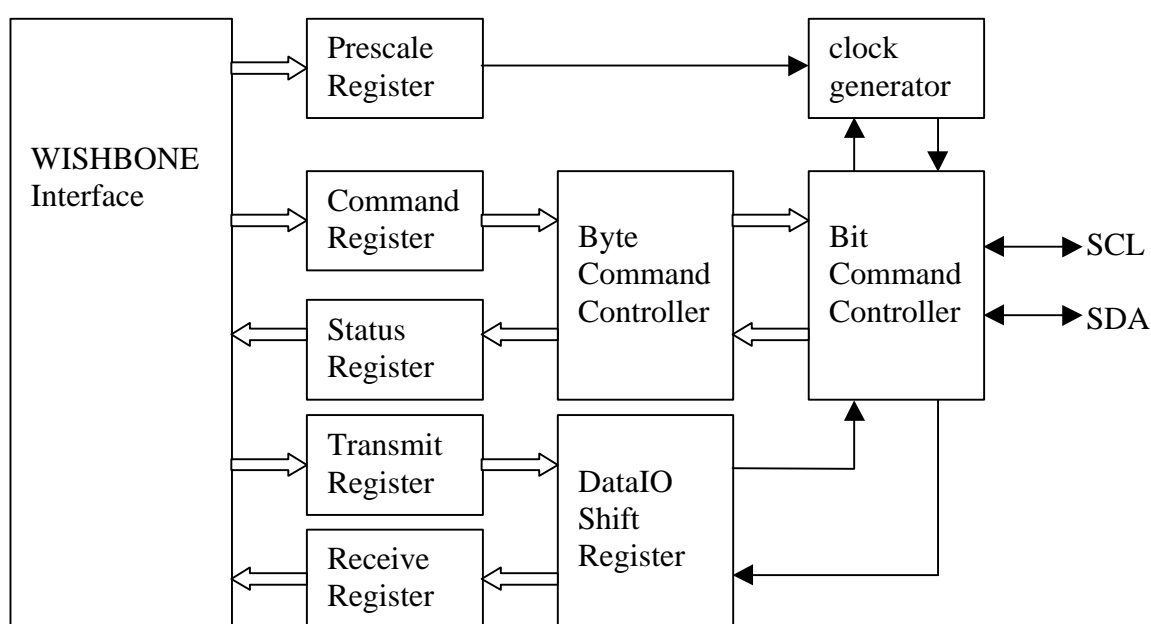 WISHBONE
Interface
Prescale
Register
clock
generator
Command
Register
Byte
Command
Controller
Bit
Command
Controller
SCL
SDA
Status
Register
Transmit
Register
DataIO
Shift
Register
Receive
Register